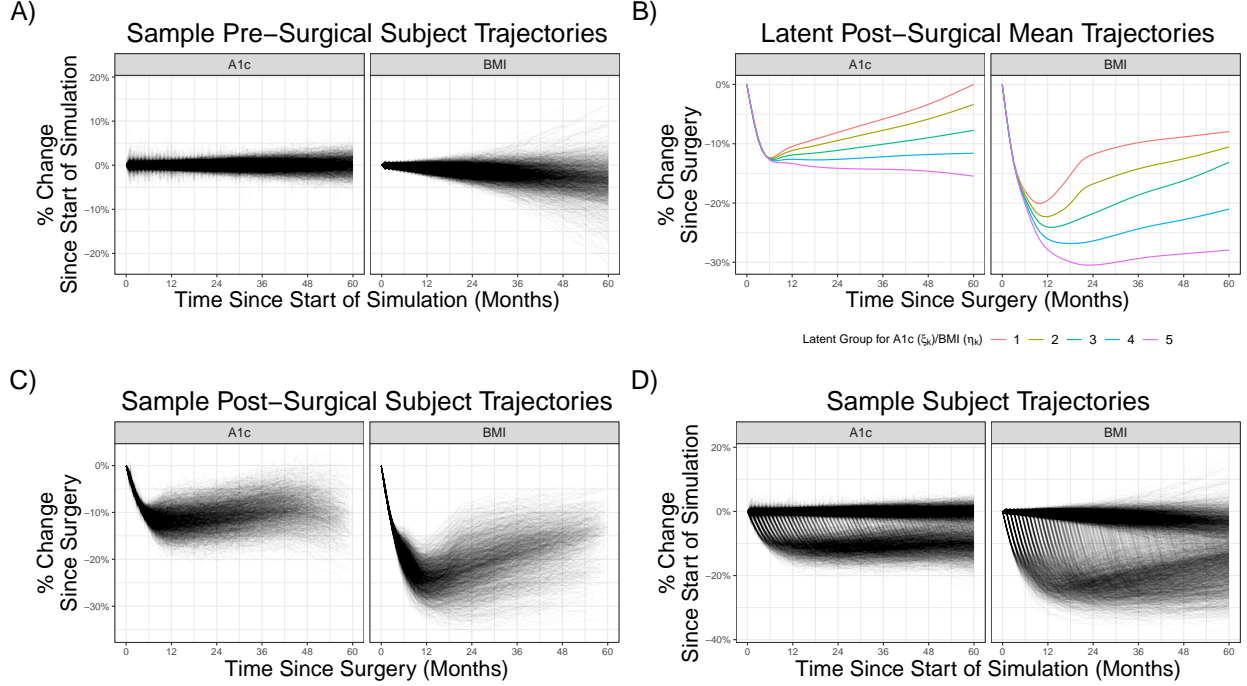 A)
Sample Pre−Surgical Subject Trajectories
A1c
BMI
20%
10%
0%
−10%
−20%
% Change
Since Start of Simulation
0 12 24 36 48 60
0 12 24 36 48 60
Time Since Start of Simulation (Months)
B)
Latent Post−Surgical Mean Trajectories
A1c
BMI
0%
−10%
−20%
−30%
% Change
Since Surgery
0 12 24 36 48 60
0 12 24 36 48 60
Time Since Surgery (Months)
Latent Group for A1c (ξk)/BMI (ηk) 1 2 3 4 5
C)
Sample Post−Surgical Subject Trajectories
A1c
BMI
0%
−10%
−20%
−30%
% Change
Since Surgery
0 12 24 36 48 60
0 12 24 36 48 60
Time Since Surgery (Months)
D)
Sample Subject Trajectories
A1c
BMI
20%
0%
−20%
−40%
% Change
Since Start of Simulation
0 12 24 36 48 60
0 12 24 36 48 60
Time Since Start of Simulation (Months)